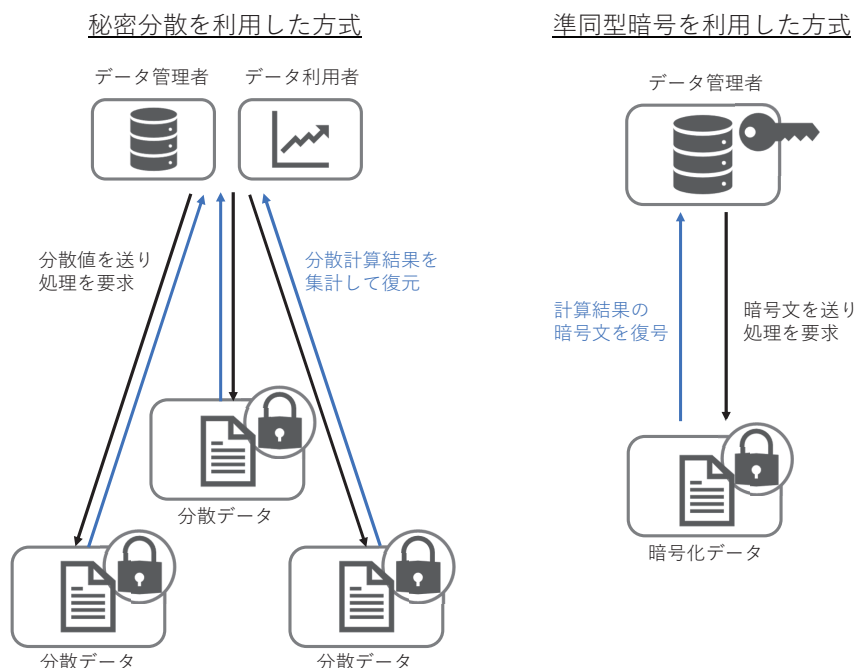 秘密分散を利用した方式
データ管理者
データ利用者
分散値を送り
処理を要求
分散計算結果を
集計して復元
分散データ
分散データ
分散データ
準同型暗号を利用した方式
データ管理者
計算結果の
暗号文を復号
暗号文を送り
処理を要求
暗号化データ